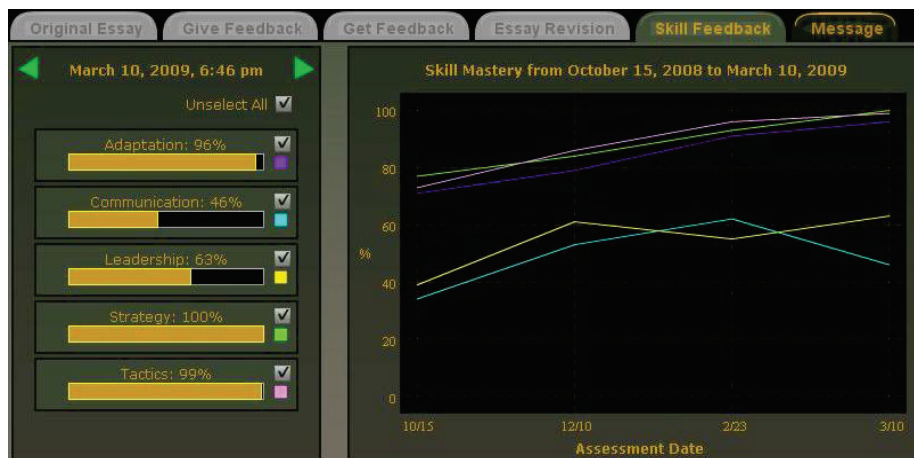 Original Essay
Give Feedback
Get Feedback
Essay Revision
Skill Feedback
Message
March 10, 2009, 6:46 pm
Unselect All
Adaptation: 96%
Communication: 46%
Leadership: 63%
Strategy: 100%
Tactics: 99%
Skill Mastery from October 15, 2008 to March 10, 2009
100
80
60
%
40
20
0
10/15
12/10
2/23
3/10
Assessment Date